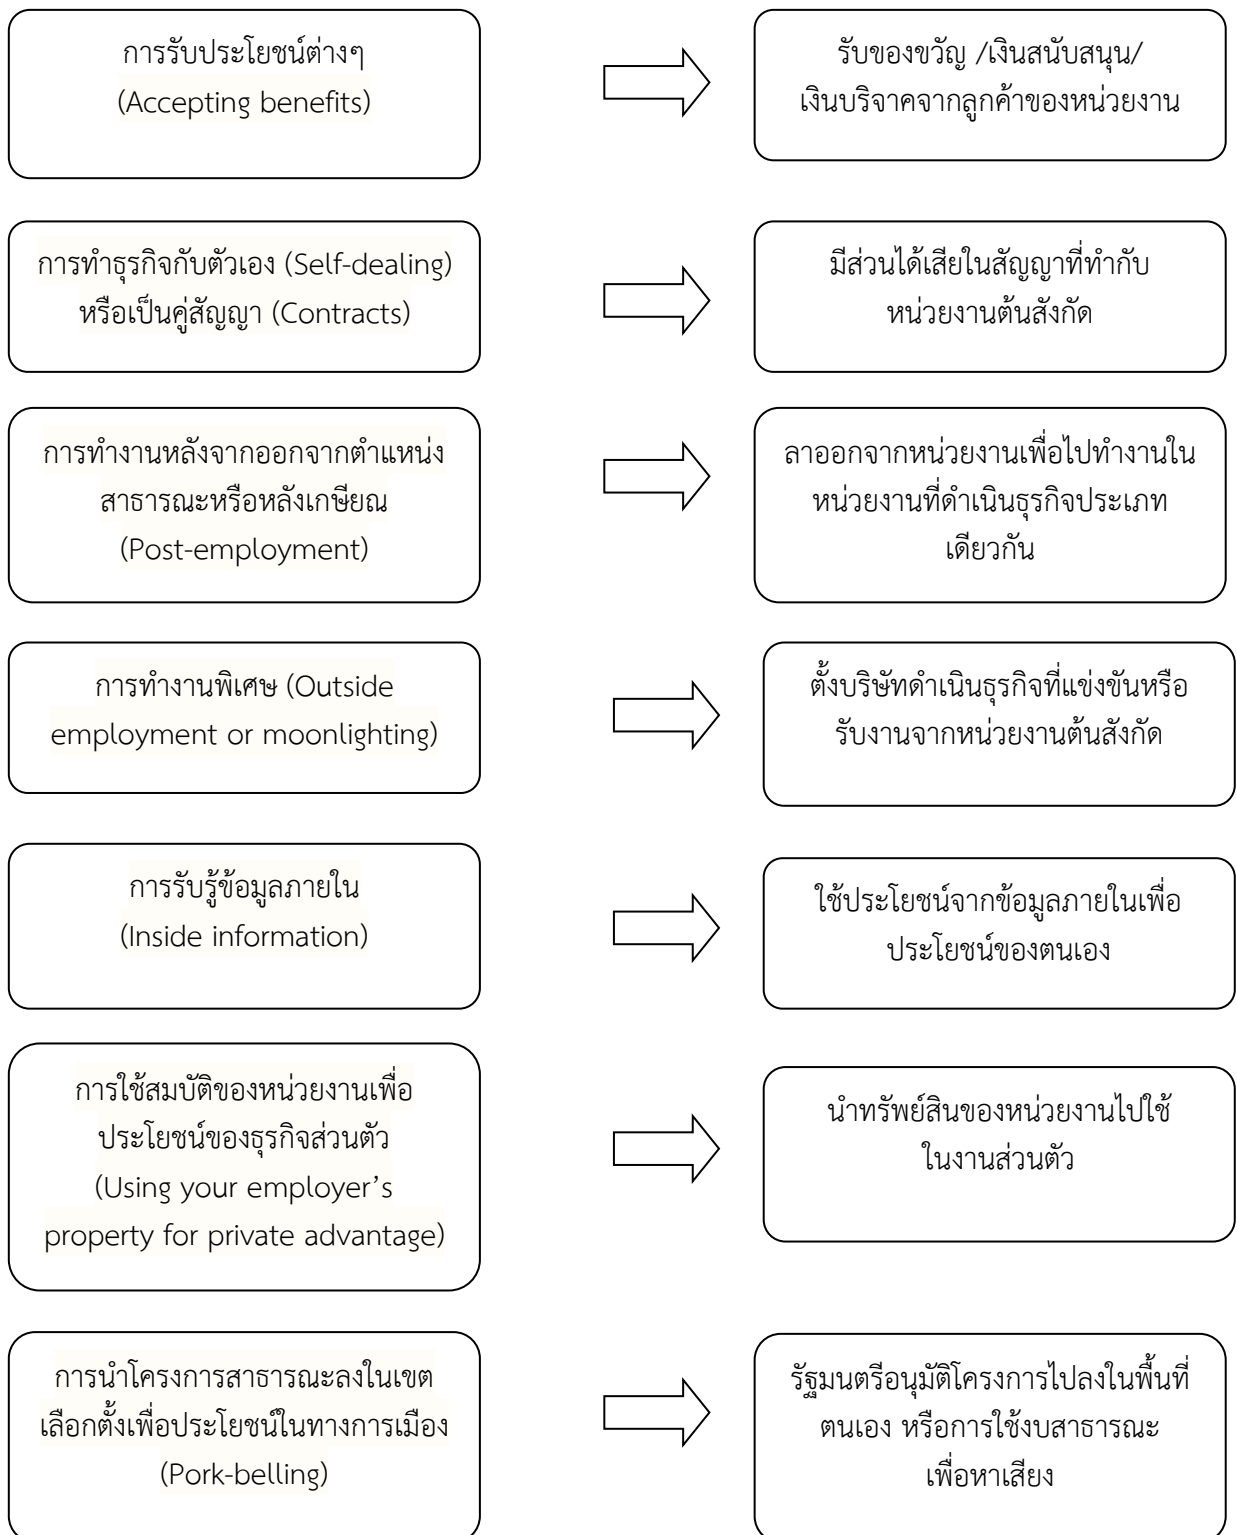 การรับประโยชน์ต่างๆ
(Accepting benefits)
รับของขวัญ /เงินสนับสนุน/
เงินบริจาคจากลูกค้าของหน่วยงาน
การทำธุรกิจกับตัวเอง (Self-dealing)
หรือเป็นคู่สัญญา (Contracts)
มีส่วนได้เสียในสัญญาที่ทำกับ
หน่วยงานต้นสังกัด
การทำงานหลังจากออกจากตำแหน่ง
สาธารณะหรือหลังเกษียณ
(Post-employment)
ลาออกจากหน่วยงานเพื่อไปทำงานใน
หน่วยงานที่ดำเนินธุรกิจประเภท
เดียวกัน
การทำงานพิเศษ (Outside
employment or moonlighting)
ตั้งบริษัทดำเนินธุรกิจที่แข่งขันหรือ
รับงานจากหน่วยงานต้นสังกัด
การรับรู้ข้อมูลภายใน
(Inside information)
ใช้ประโยชน์จากข้อมูลภายในเพื่อ
ประโยชน์ของตนเอง
การใช้สมบัติของหน่วยงานเพื่อ
ประโยชน์ของธุรกิจส่วนตัว
(Using your employer’s
property for private advantage)
นำทรัพย์สินของหน่วยงานไปใช้
ในงานส่วนตัว
การนำโครงการสาธารณะลงในเขต
เลือกตั้งเพื่อประโยชน์ในทางการเมือง
(Pork-belling)
รัฐมนตรีอนุมัติโครงการไปลงในพื้นที่
ตนเอง หรือการใช้งบสาธารณะ
เพื่อหาเสียง